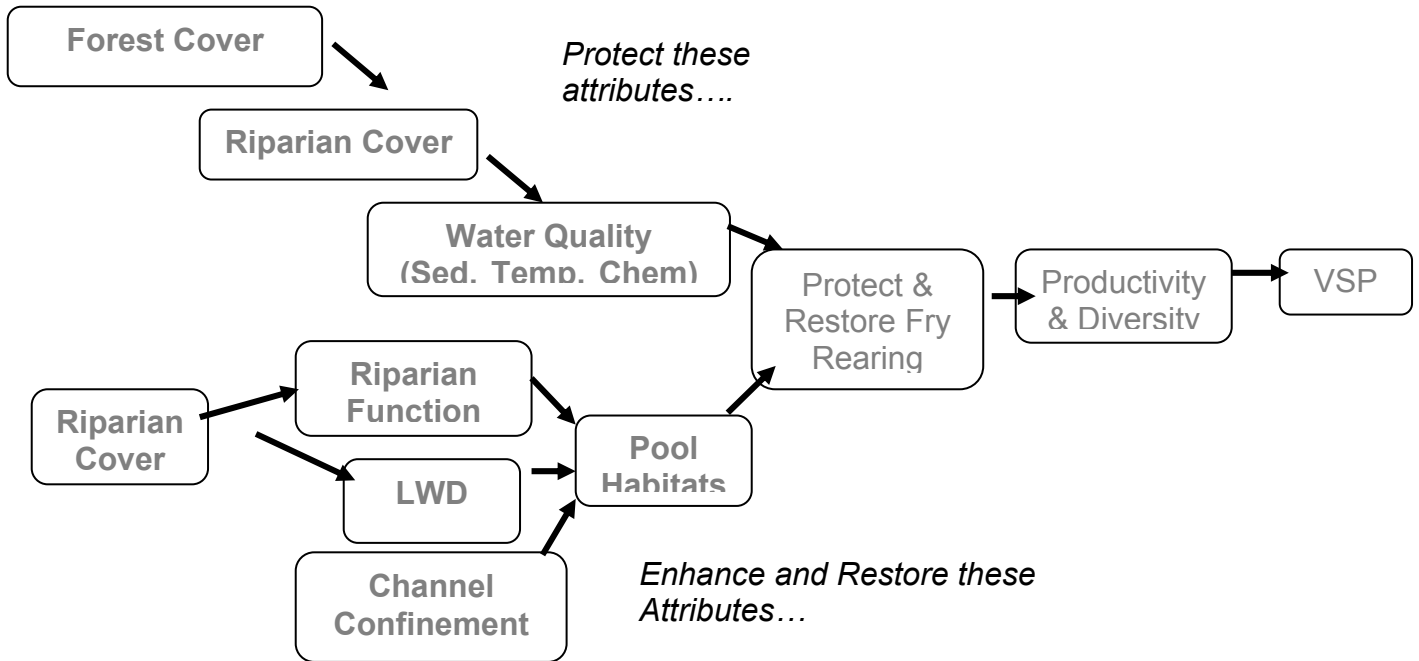 Forest Cover
Protect these
attributes….
Riparian Cover
Water Quality
(Sed, Temp, Chem)
Protect &
Restore Fry
Rearing
Productivity
& Diversity
VSP
Riparian
Function
Riparian
Cover
Pool
Habitats
LWD
Channel
Confinement
Enhance and Restore these
Attributes…